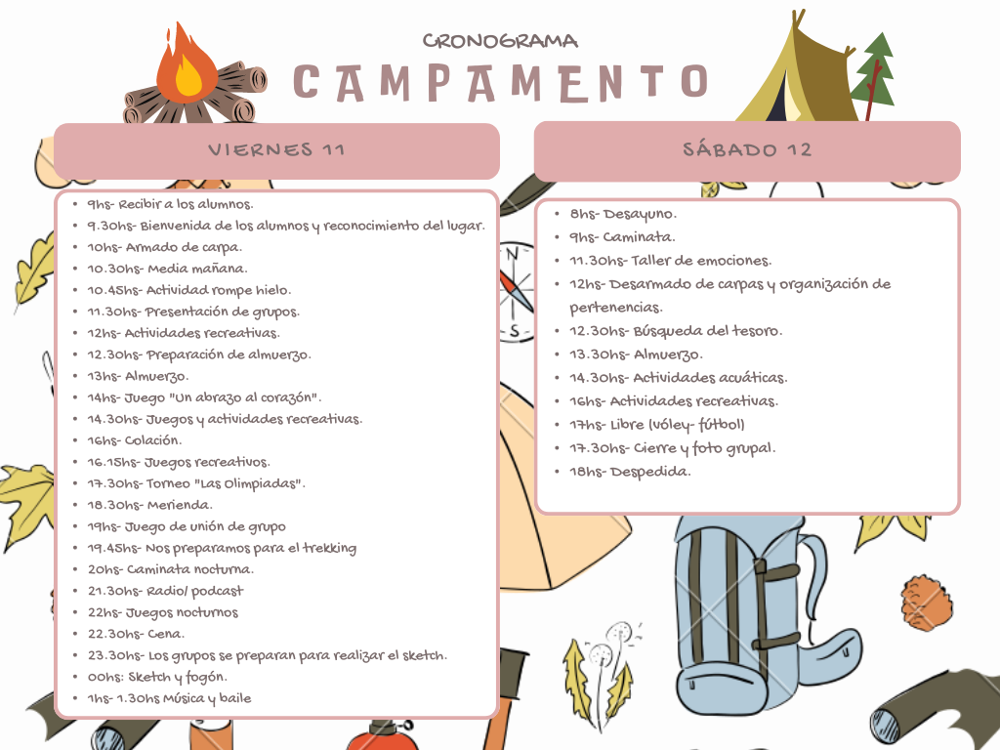 CRONOGRAMA
CAMPAMENTO
VIERNES 11
• 9hs- Recibir a los alumnos.
• 9.30hs- Bienvenida de los alumnos y reconocimiento del lugar.
• 10hs- Armado de carpa.
• 10.30hs- Media mañana.
• 10.45hs- Actividad rompe hielo.
• 11.30hs- Presentación de grupos.
• 12hs- Actividades recreativas.
• 12.30hs- Preparación de almuerzo.
• 13hs- Almuerzo.
• 14hs- Juego "Un abrazo al corazón".
• 14.30hs- Juegos y actividades recreativas.
• 16hs- Colación.
• 16.15hs- Juegos recreativos.
• 17.30hs- Torneo "Las Olimpiadas".
• 18.30hs- Merienda.
• 19hs- Juego de unión de grupo
• 19.45hs- Nos preparamos para el trekking
• 20hs- Caminata nocturna.
• 21.30hs- Radio/ podcast
• 22hs- Juegos nocturnos
• 22.30hs- Cena.
• 23.30hs- Los grupos se preparan para realizar el sketch.
• 00hs: Sketch y fogón.
• 1hs- 1.30hs Música y baile
SÁBADO 12
• 8hs- Desayuno.
• 9hs- Caminata.
• 11.30hs- Taller de emociones.
• 12hs- Desarmado de carpas y organización de
pertenencias.
• 12.30hs- Búsqueda del tesoro.
• 13.30hs- Almuerzo.
• 14.30hs- Actividades acuáticas.
• 16hs- Actividades recreativas.
• 17hs- Libre (vóley- fútbol)
• 17.30hs- Cierre y foto grupal.
• 18hs- Despedida.
N
S